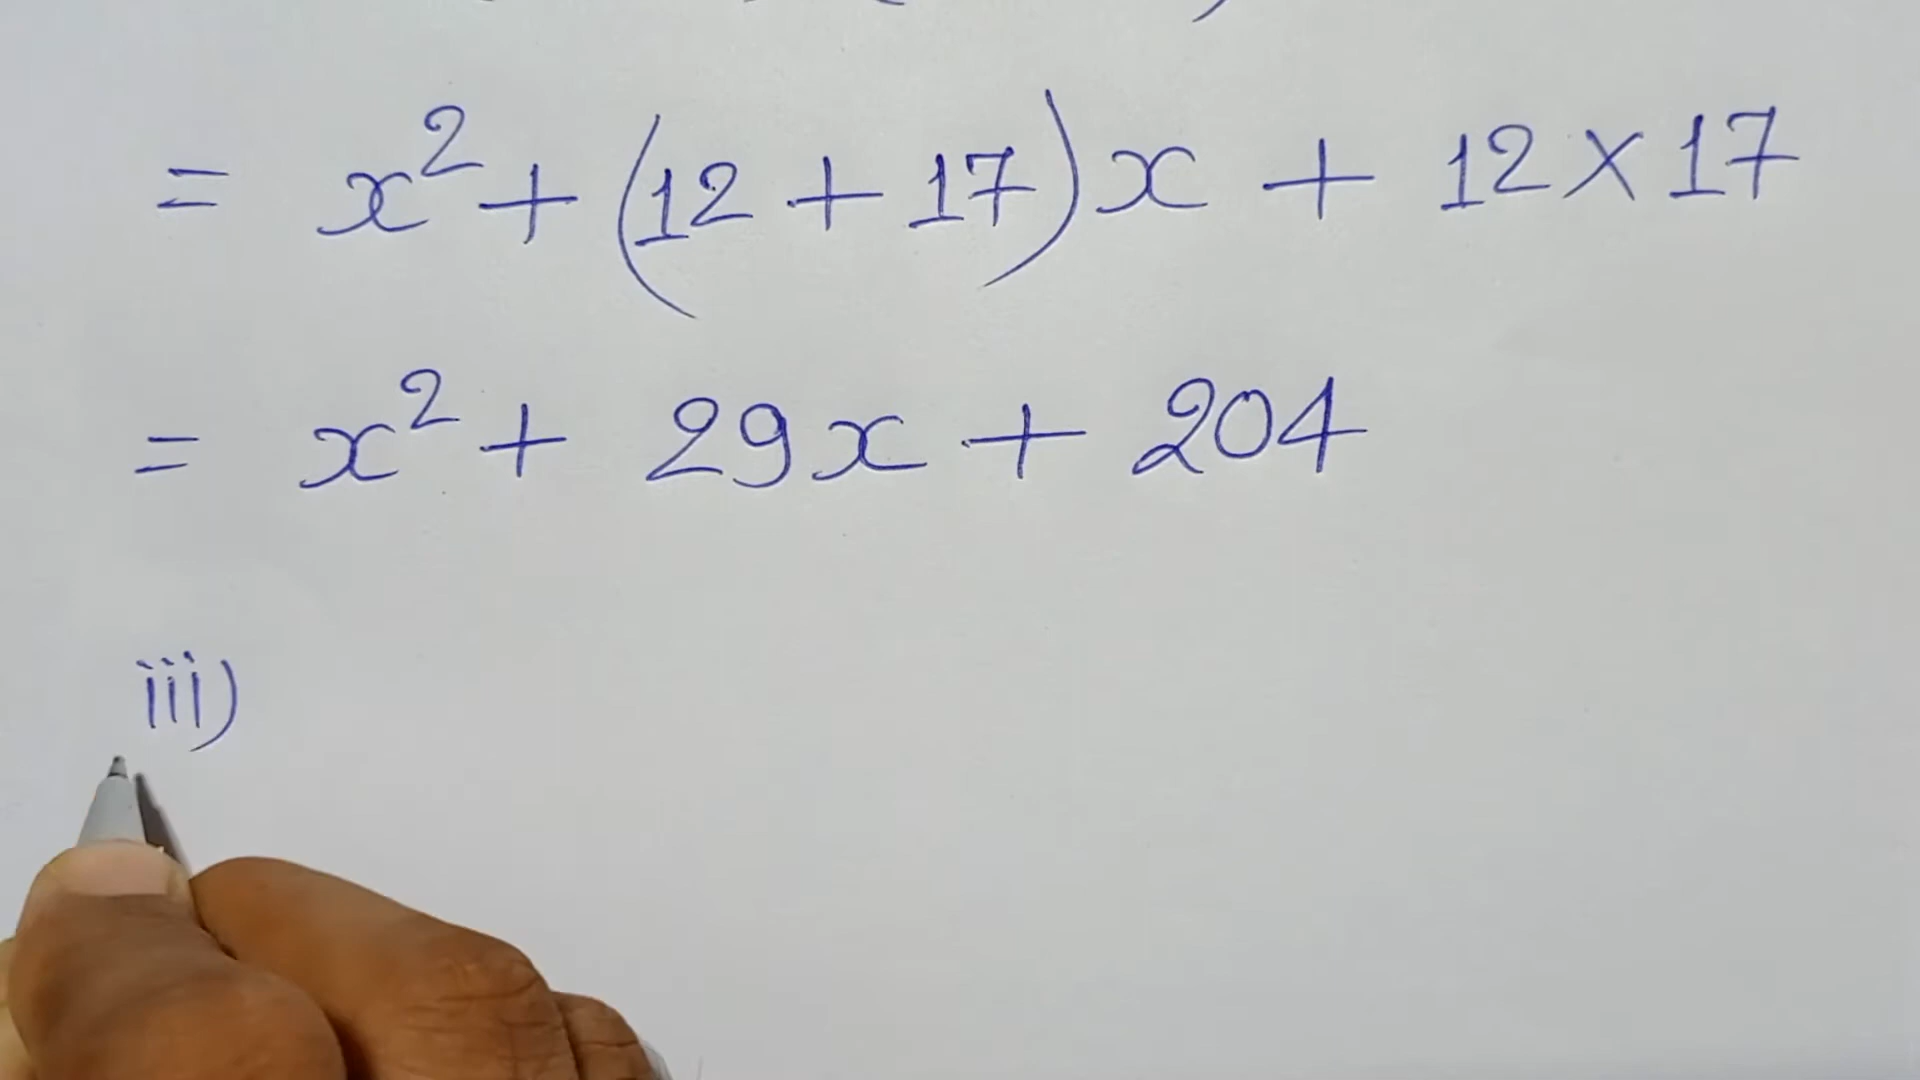 = x² + (12 + 17)x + 12 × 17
= x² + 29x + 204
iii)